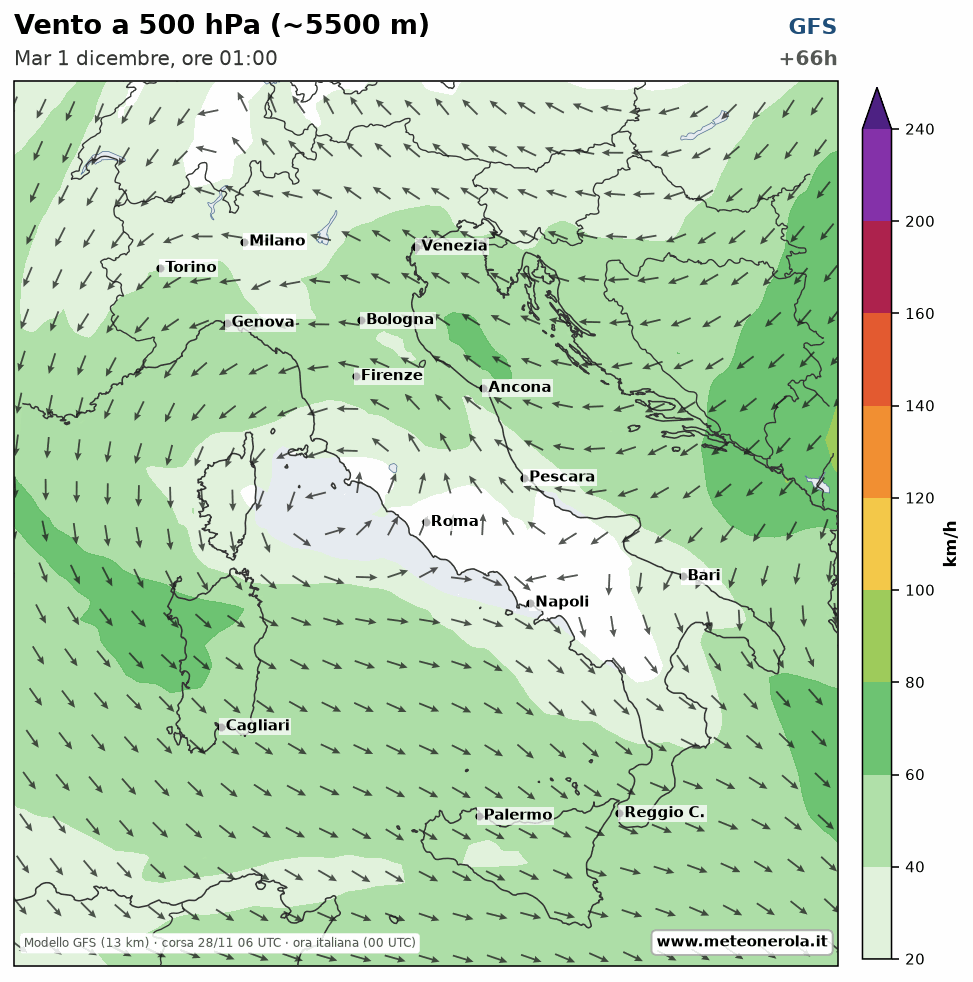 Vento a 500 hPa (~5500 m)
GFS
Mar 1 dicembre, ore 01:00
+66h
240
200
160
140
120
100
80
60
40
20
km/h
Milano
Venezia
Torino
Genova
Bologna
Firenze
Ancona
Pescara
Roma
Bari
Napoli
Cagliari
Palermo
Reggio C.
Modello GFS (13 km) · corsa 28/11 06 UTC · ora italiana (00 UTC)
www.meteonerola.it